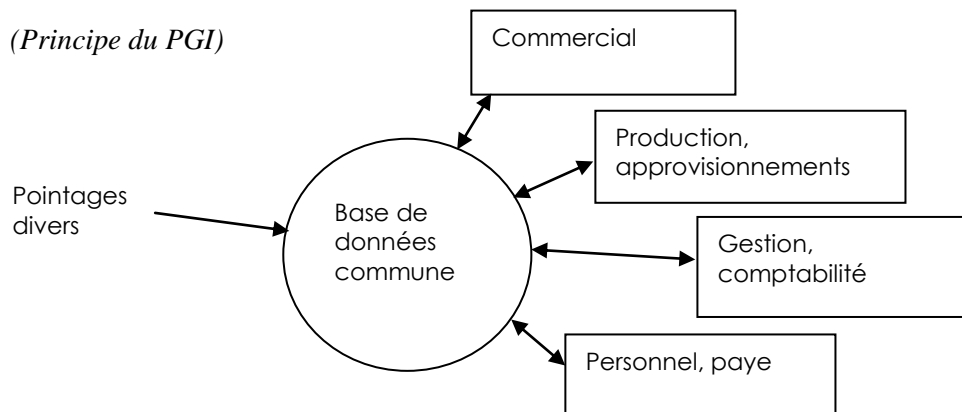 (Principe du PGI)
Commercial
Production,
approvisionnements
Pointages
divers
Base de
données
commune
Gestion,
comptabilité
Personnel, paye